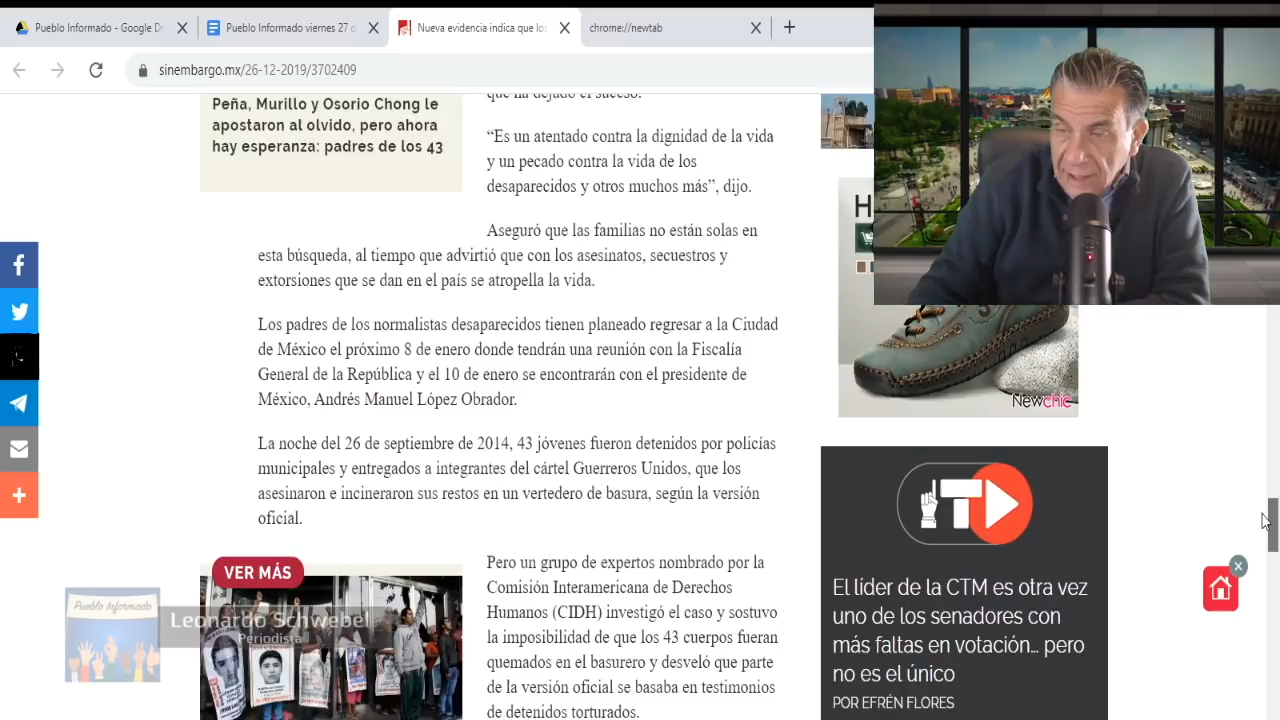 Pueblo Informado - Google D
Pueblo Informado viernes 27 d
Nueva evidencia indica que los
chrome://newtab
sinembargo.mx/26-12-2019/3702409
Peña, Murillo y Osorio Chong le
apostaron al olvido, pero ahora
hay esperanza: padres de los 43
que ha dejado el suceso.
“Es un atentado contra la dignidad de la vida
y un pecado contra la vida de los
desaparecidos y otros muchos más”, dijo.
Aseguró que las familias no están solas en
esta búsqueda, al tiempo que advirtió que con los asesinatos, secuestros y
extorsiones que se dan en el país se atropella la vida.
Los padres de los normalistas desaparecidos tienen planeado regresar a la Ciudad
de México el próximo 8 de enero donde tendrán una reunión con la Fiscalía
General de la República y el 10 de enero se encontrarán con el presidente de
México, Andrés Manuel López Obrador.
La noche del 26 de septiembre de 2014, 43 jóvenes fueron detenidos por policías
municipales y entregados a integrantes del cártel Guerreros Unidos, que los
asesinaron e incineraron sus restos en un vertedero de basura, según la versión
oficial.
VER MÁS
Pero un grupo de expertos nombrado por la
Comisión Interamericana de Derechos
Humanos (CIDH) investigó el caso y sostuvo
la imposibilidad de que los 43 cuerpos fueran
quemados en el basurero y desveló que parte
de la versión oficial se basaba en testimonios
de detenidos torturados.
Pueblo Informado
Leonardo Schwebel
Periodista
H
Newchic
El líder de la CTM es otra vez
uno de los senadores con
más faltas en votación... pero
no es el único
POR EFRÉN FLORES